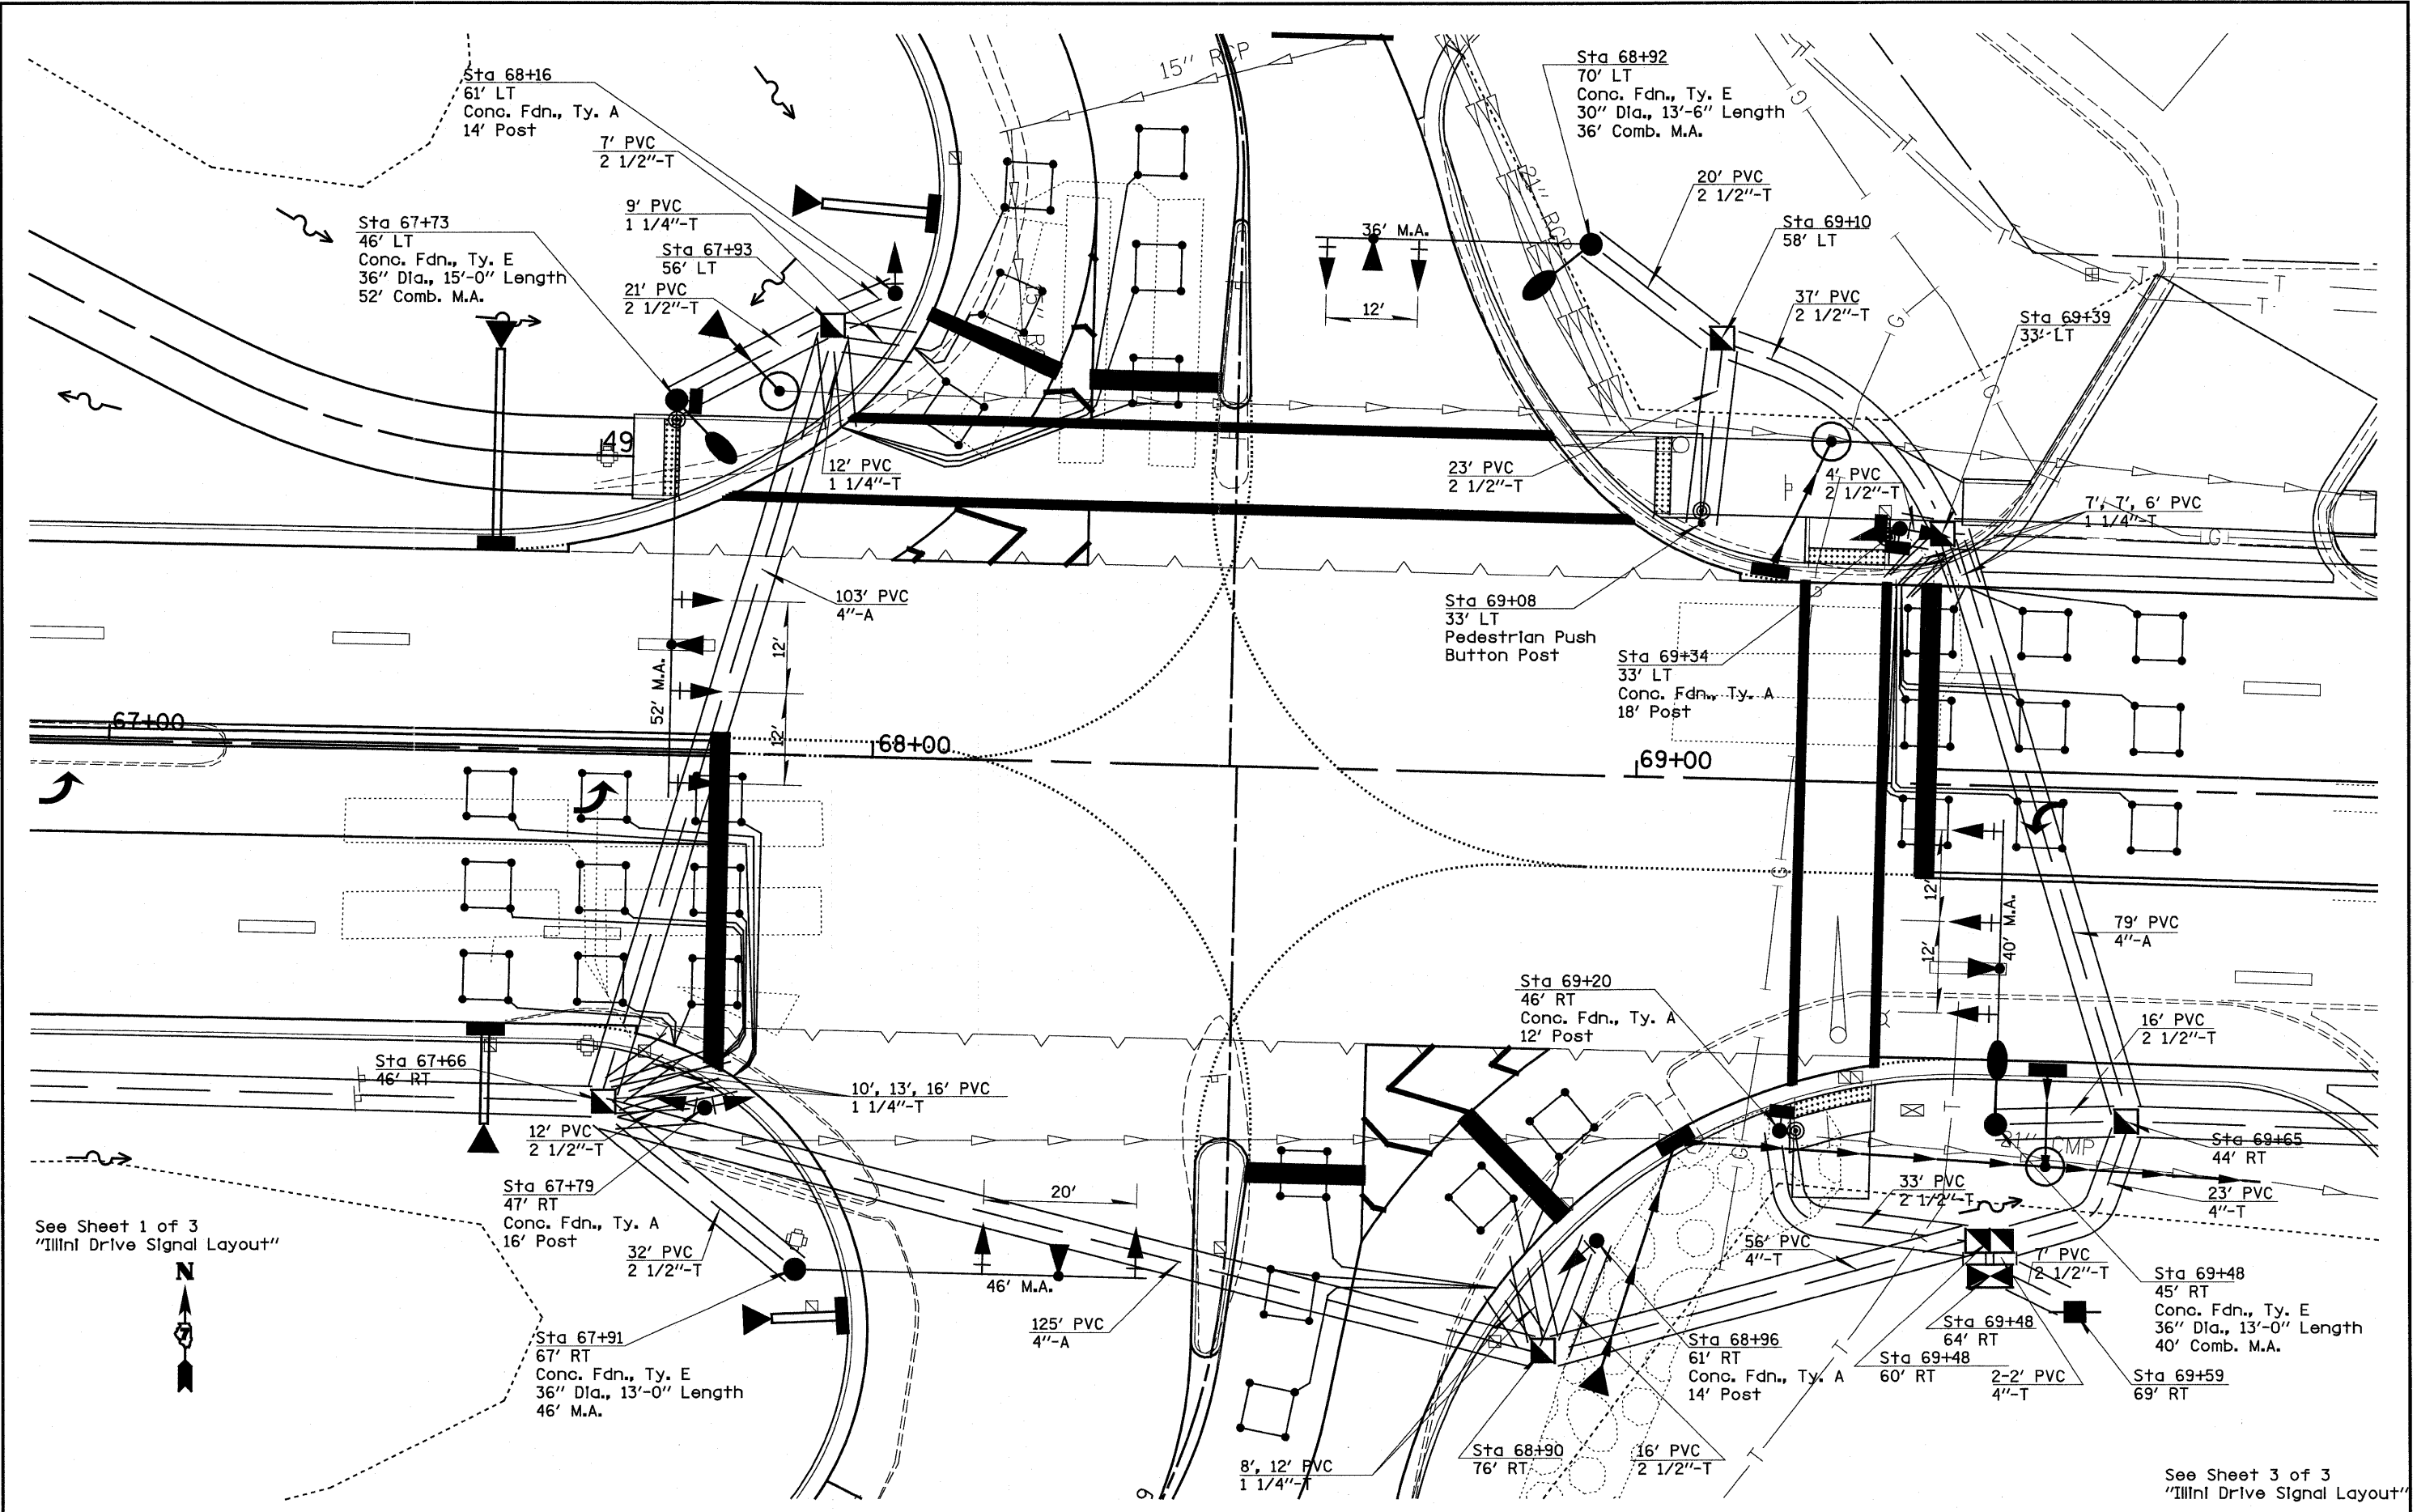 Sta 68+16
61' LT
Conc. Fdn., Ty. A
14' Post
7' PVC
2 1/2"-T
9' PVC
1 1/4"-T
Sta 67+93
56' LT
21' PVC
2 1/2"-T
Sta 67+73
46' LT
Conc. Fdn., Ty. E
36" Dia., 15'-0" Length
52' Comb. M.A.
15" RCP
Sta 68+92
70' LT
Conc. Fdn., Ty. E
30" Dia., 13'-6" Length
36' Comb. M.A.
21" RCP
36' M.A.
12'
20' PVC
2 1/2"-T
Sta 69+10
58' LT
37' PVC
2 1/2"-T
Sta 69+39
33' LT
49
12' PVC
1 1/4"-T
23' PVC
2 1/2"-T
4' PVC
2 1/2"-T
7', 7', 6' PVC
1 1/4"-T
103' PVC
4"-A
12'
12'
52' M.A.
Sta 69+08
33' LT
Pedestrian Push
Button Post
Sta 69+34
33' LT
Conc. Fdn., Ty. A
18' Post
67+00
68+00
69+00
12'
12'
40' M.A.
79' PVC
4"-A
Sta 69+20
46' RT
Conc. Fdn., Ty. A
12' Post
16' PVC
2 1/2"-T
Sta 67+66
46' RT
10', 13', 16' PVC
1 1/4"-T
12' PVC
2 1/2"-T
Sta 67+79
47' RT
Conc. Fdn., Ty. A
16' Post
32' PVC
2 1/2"-T
20'
46' M.A.
125' PVC
4"-A
21" CMP
Sta 69+65
44' RT
33' PVC
2 1/2"-T
23' PVC
4"-T
56' PVC
4"-T
7' PVC
2 1/2"-T
See Sheet 1 of 3
"Illini Drive Signal Layout"
N
Sta 67+91
67' RT
Conc. Fdn., Ty. E
36" Dia., 13'-0" Length
46' M.A.
Sta 68+96
61' RT
Conc. Fdn., Ty. A
14' Post
Sta 69+48
64' RT
Sta 69+48
60' RT
2-2' PVC
4"-T
Sta 69+48
45' RT
Conc. Fdn., Ty. E
36" Dia., 13'-0" Length
40' Comb. M.A.
Sta 69+59
69' RT
8', 12' PVC
1 1/4"-T
Sta 68+90
76' RT
16' PVC
2 1/2"-T
See Sheet 3 of 3
"Illini Drive Signal Layout"